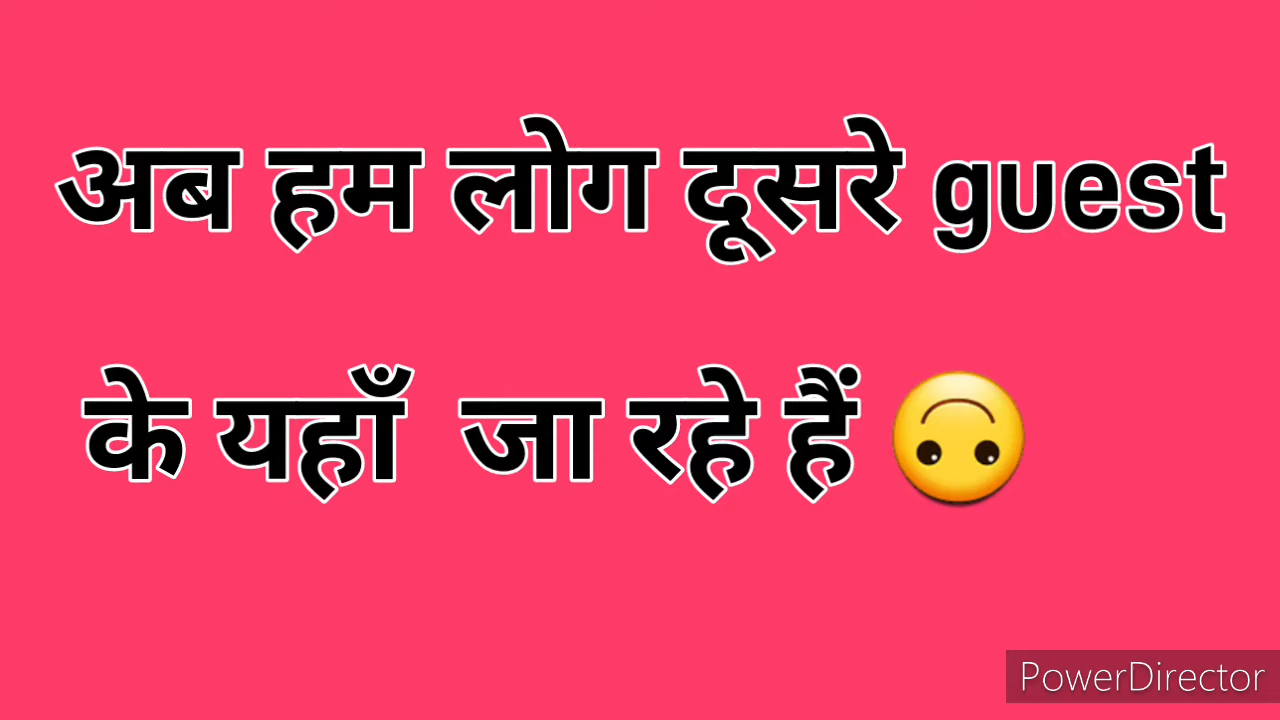 अब हम लोग दूसरे guest
के यहाँ जा रहे हैं 🙃
PowerDirector